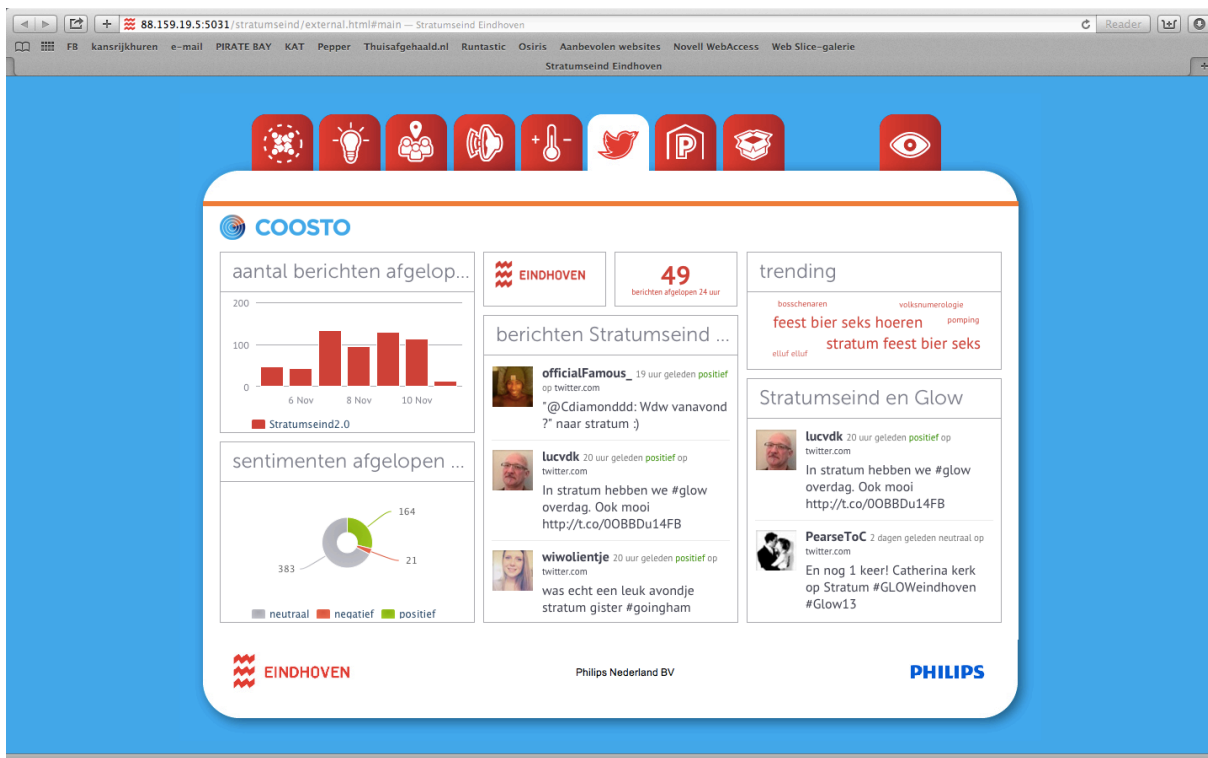 88.159.19.5:5031/stratumseind/external.html#main — Stratumseind Eindhoven
Reader
FB kansrijkhuren e-mail PIRATE BAY KAT Pepper Thuisafgehaald.nl Runtastic Osiris Aanbevolen websites Novell WebAccess Web Slice-galerie
Stratumseind Eindhoven
P
COOSTO
aantal berichten afgelop...
200
100
0
6 Nov 8 Nov 10 Nov
Stratumseind2.0
sentimenten afgelopen ...
164
21
383
neutraal negatief positief
EINDHOVEN
49
berichten afgelopen 24 uur
berichten Stratumseind ...
officialFamous_ 19 uur geleden positief
op twitter.com
"@Cdiamonddd: Wdw vanavond
?" naar stratum :)
lucvdk 20 uur geleden positief op
twitter.com
In stratum hebben we #glow
overdag. Ook mooi
http://t.co/0OBBDu14FB
wiwolientje 20 uur geleden positief op
twitter.com
was echt een leuk avondje
stratum gister #goingham
trending
bosschenaren volksnumerologie
feest bier seks hoeren pomping
stratum feest bier seks
elluf elluf
Stratumseind en Glow
lucvdk 20 uur geleden positief op
twitter.com
In stratum hebben we #glow
overdag. Ook mooi
http://t.co/0OBBDu14FB
PearseToC 2 dagen geleden neutraal op
twitter.com
En nog 1 keer! Catherina kerk
op Stratum #GLOWeindhoven
#Glow13
EINDHOVEN
Philips Nederland BV
PHILIPS